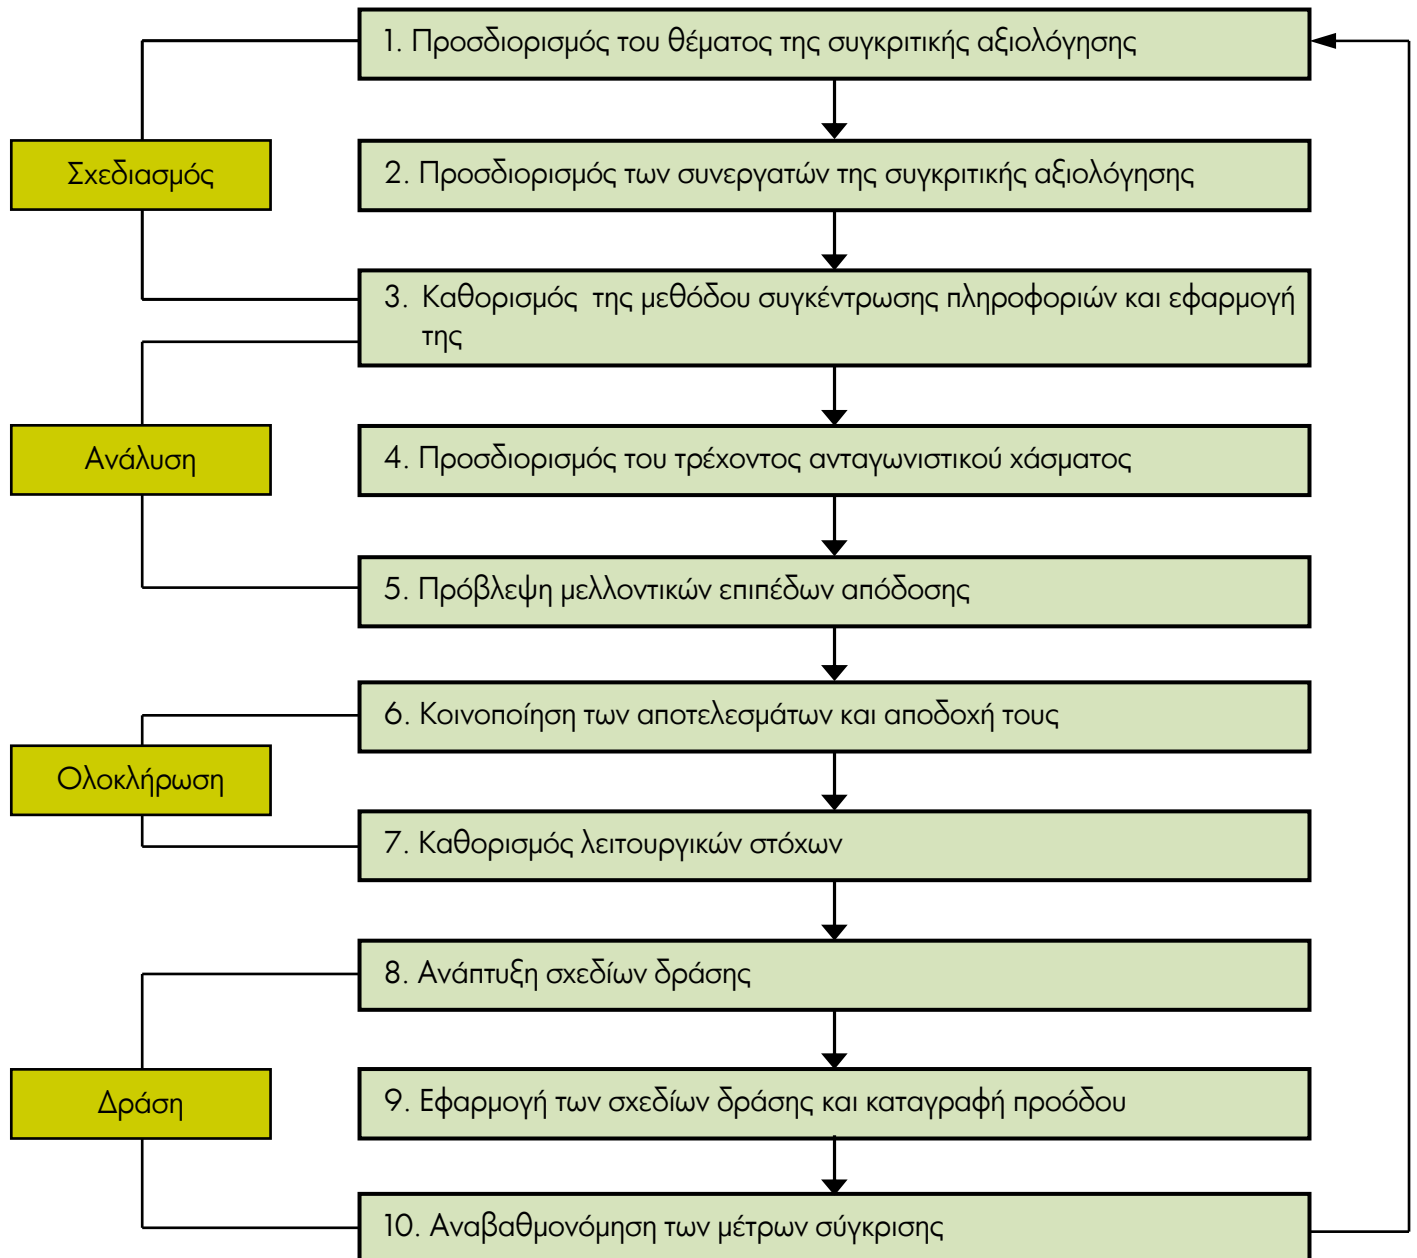 1. Προσδιορισμός του θέματος της συγκριτικής αξιολόγησης
Σχεδιασμός
2. Προσδιορισμός των συνεργατών της συγκριτικής αξιολόγησης
3. Καθορισμός της μεθόδου συγκέντρωσης πληροφοριών και εφαρμογή
της
Ανάλυση
4. Προσδιορισμός του τρέχοντος ανταγωνιστικού χάσματος
5. Πρόβλεψη μελλοντικών επιπέδων απόδοσης
6. Κοινοποίηση των αποτελεσμάτων και αποδοχή τους
Ολοκλήρωση
7. Καθορισμός λειτουργικών στόχων
8. Ανάπτυξη σχεδίων δράσης
Δράση
9. Εφαρμογή των σχεδίων δράσης και καταγραφή προόδου
10. Αναβαθμονόμηση των μέτρων σύγκρισης